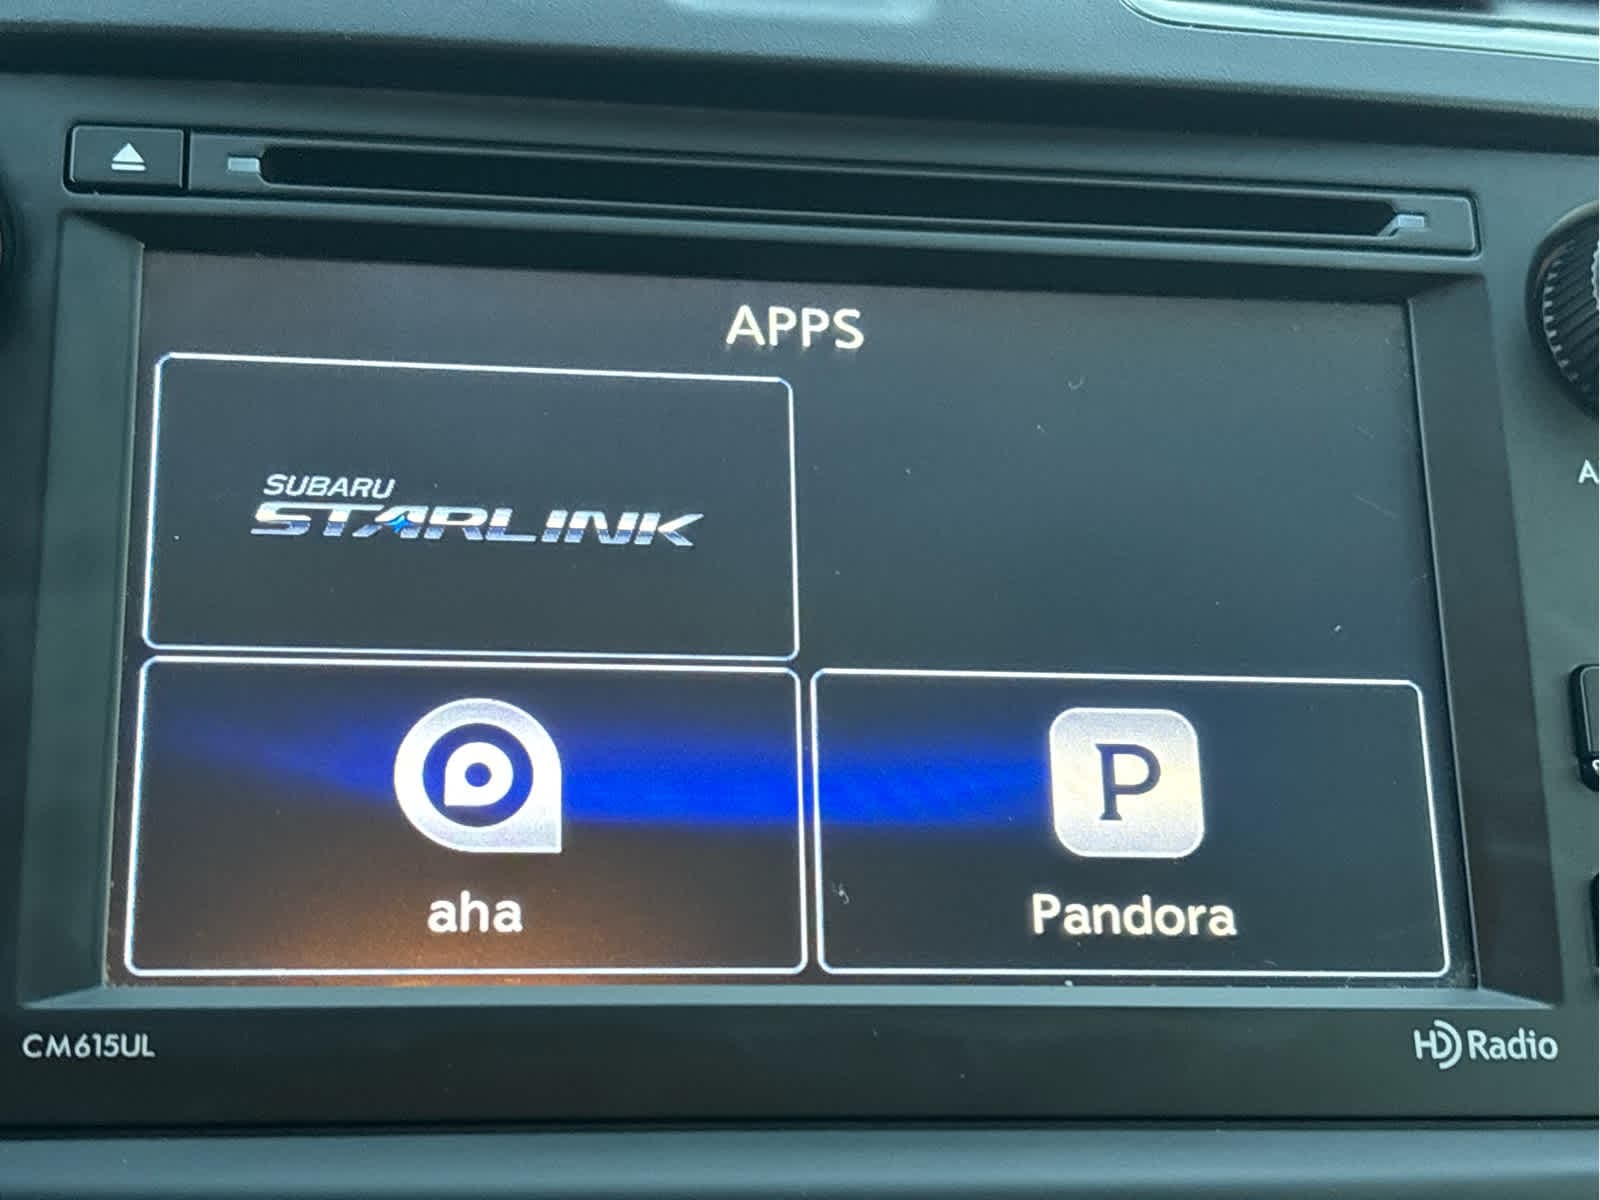 APPS
SUBARU
STARLINK
aha
P
Pandora
CM615UL
HD Radio